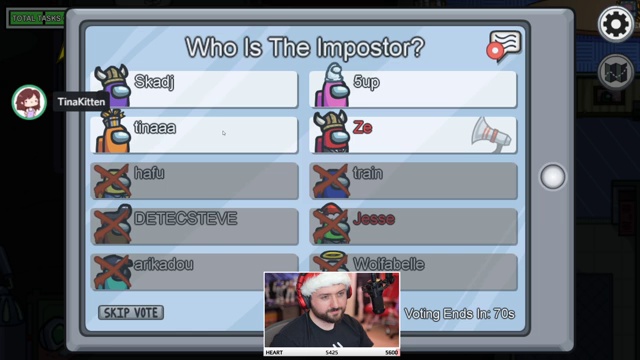 TOTAL TASKS
Who Is The Impostor?
Skadj
5up
TinaKitten
tinaaa
Ze
hafu
train
DETECSTEVE
Jesse
arikadou
Wolfabelle
SKIP VOTE
Voting Ends In: 70s
HEART 5425 5600